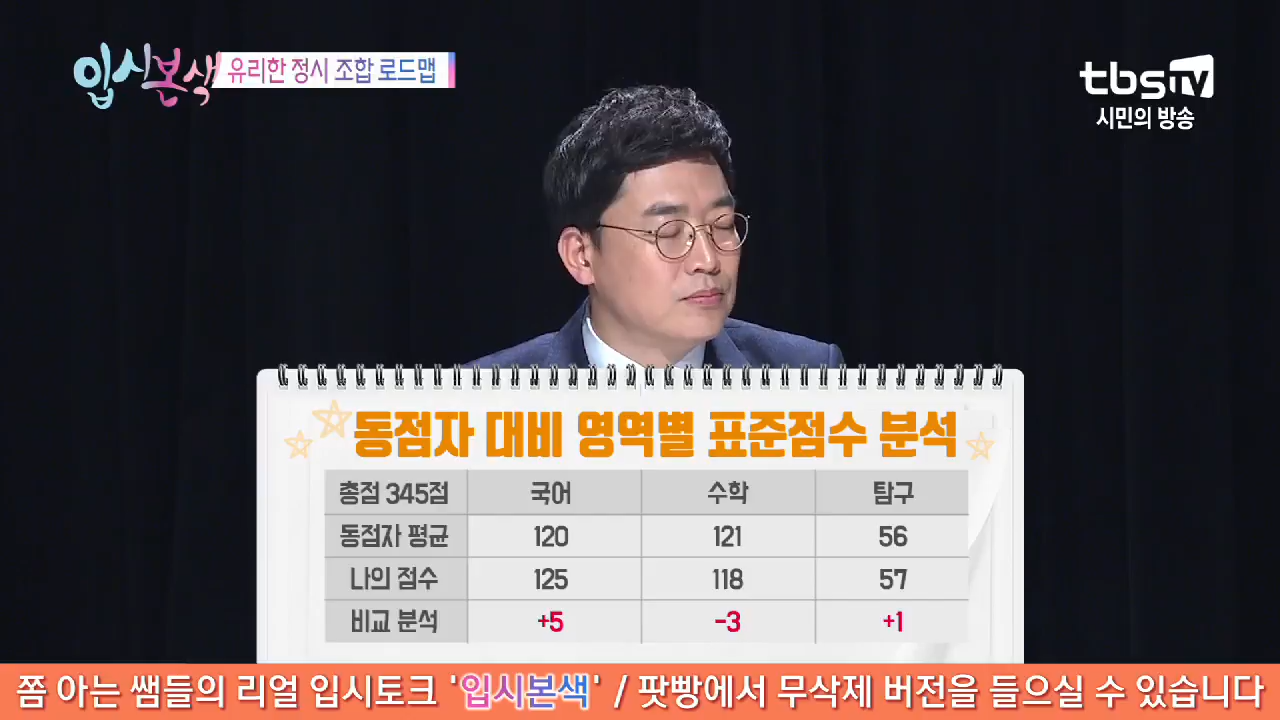 입시본색 유리한 정시 조합 로드맵
tbs TV
시민의 방송
동점자 대비 영역별 표준점수 분석
총점 345점 국어 수학 탐구
동점자 평균 120 121 56
나의 점수 125 118 57
비교 분석 +5 -3 +1
쫌 아는 쌤들의 리얼 입시토크 '입시본색' / 팟빵에서 무삭제 버전을 들으실 수 있습니다